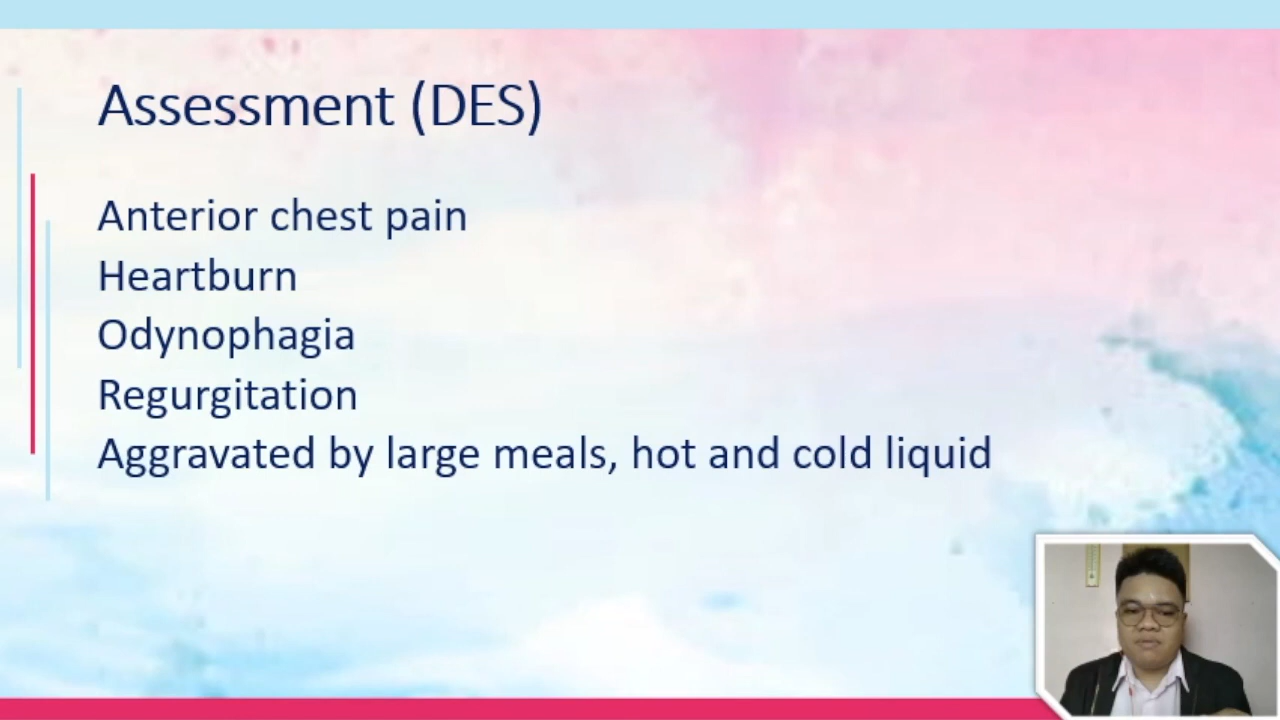 Assessment (DES)
Anterior chest pain
Heartburn
Odynophagia
Regurgitation
Aggravated by large meals, hot and cold liquid